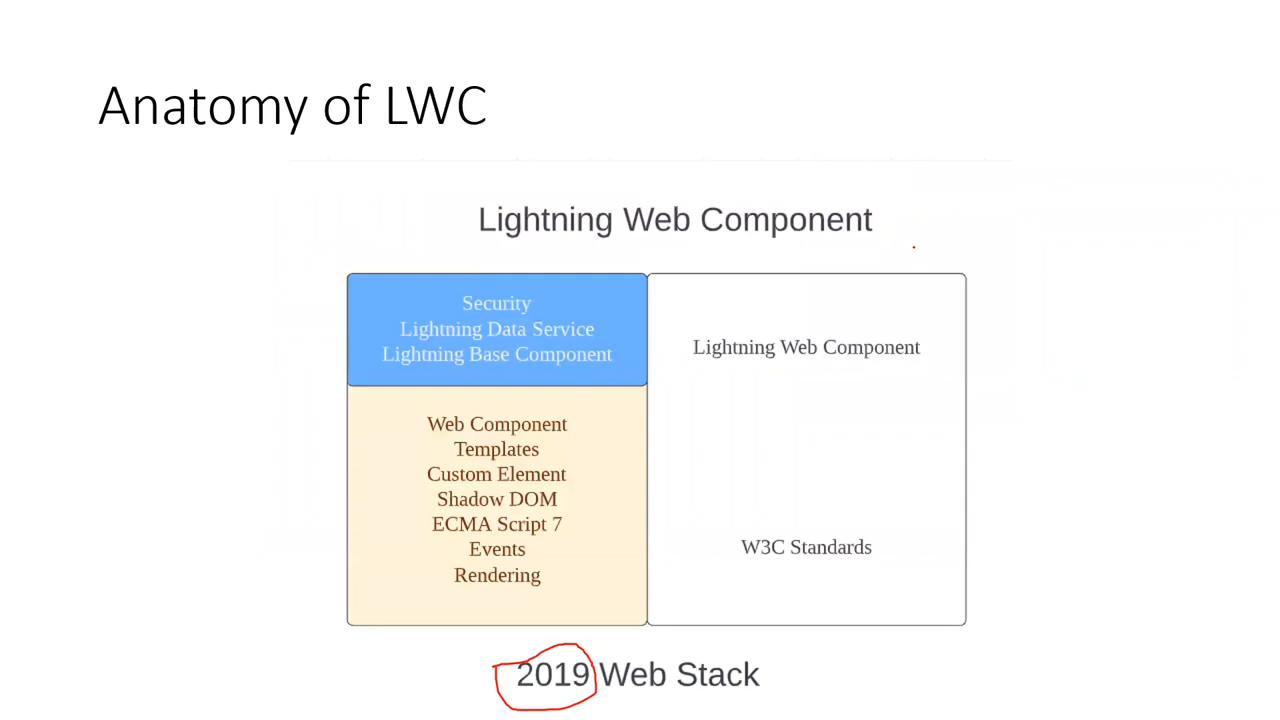 Anatomy of LWC
Lightning Web Component
Security
Lightning Data Service
Lightning Base Component
Web Component
Templates
Custom Element
Shadow DOM
ECMA Script 7
Events
Rendering
Lightning Web Component
W3C Standards
2019 Web Stack